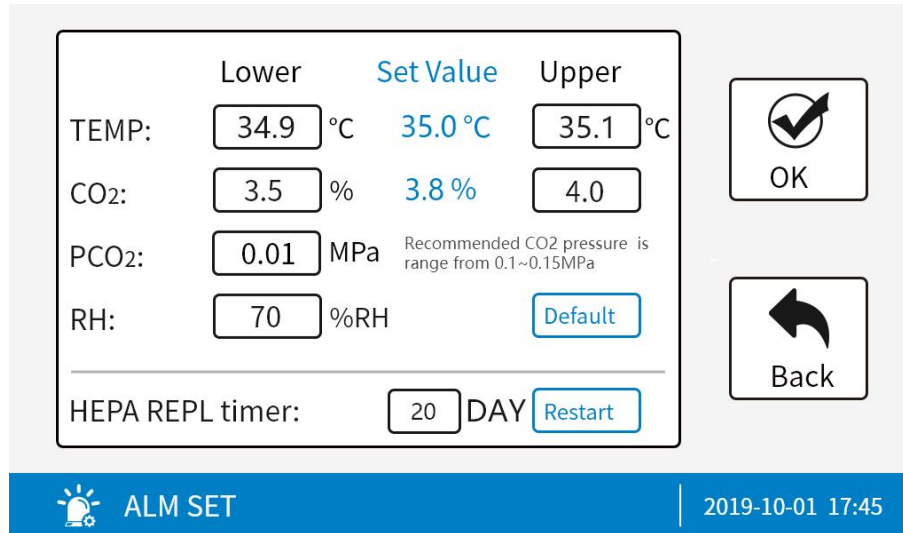 Lower Set Value Upper
TEMP: 34.9 °C 35.0 °C 35.1 °C
CO2: 3.5 % 3.8 % 4.0
PCO2: 0.01 MPa Recommended CO2 pressure is
range from 0.1~0.15MPa
RH: 70 %RH Default
HEPA REPL timer: 20 DAY Restart
OK
Back
ALM SET 2019-10-01 17:45